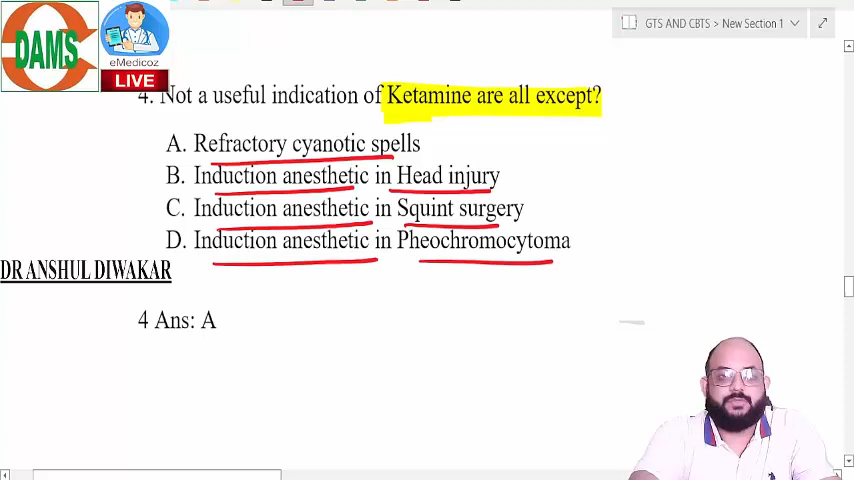 DAMS
eMedicoz
LIVE
GTS AND CBTS > New Section 1
4. Not a useful indication of Ketamine are all except?
A. Refractory cyanotic spells
B. Induction anesthetic in Head injury
C. Induction anesthetic in Squint surgery
D. Induction anesthetic in Pheochromocytoma
DR ANSHUL DIWAKAR
4 Ans: A